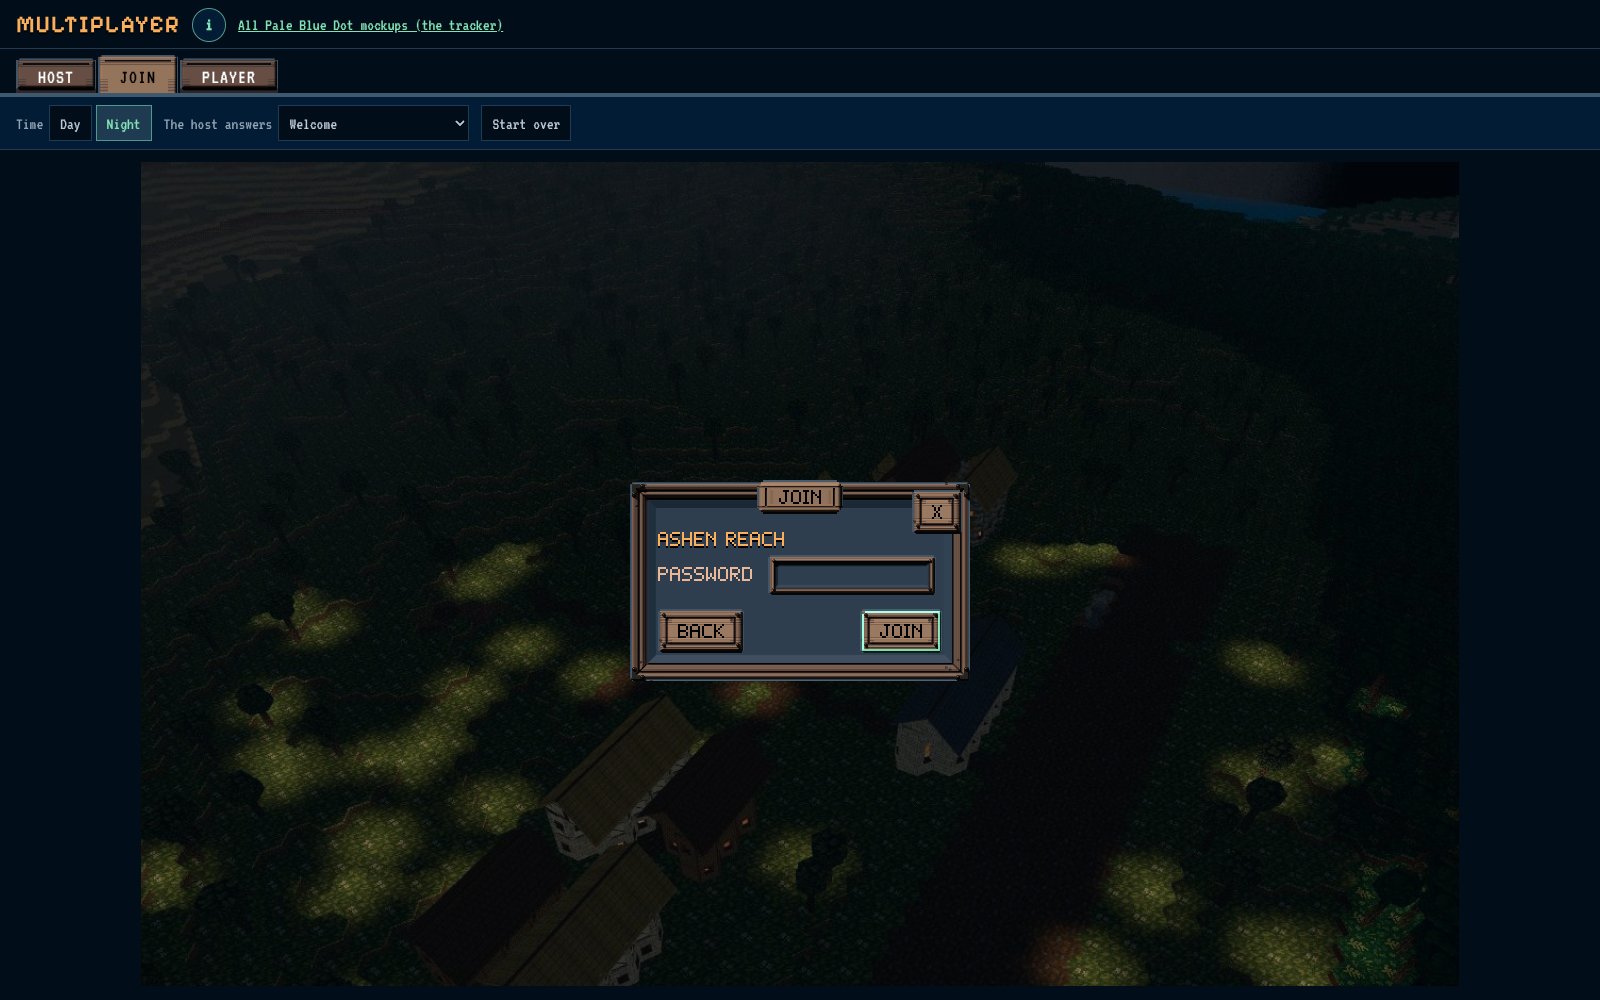 MULTIPLAYER
i
All Pale Blue Dot mockups (the tracker)
HOST
JOIN
PLAYER
Time
Day
Night
The host answers
Welcome
Start over
JOIN
X
ASHEN REACH
PASSWORD
BACK
JOIN